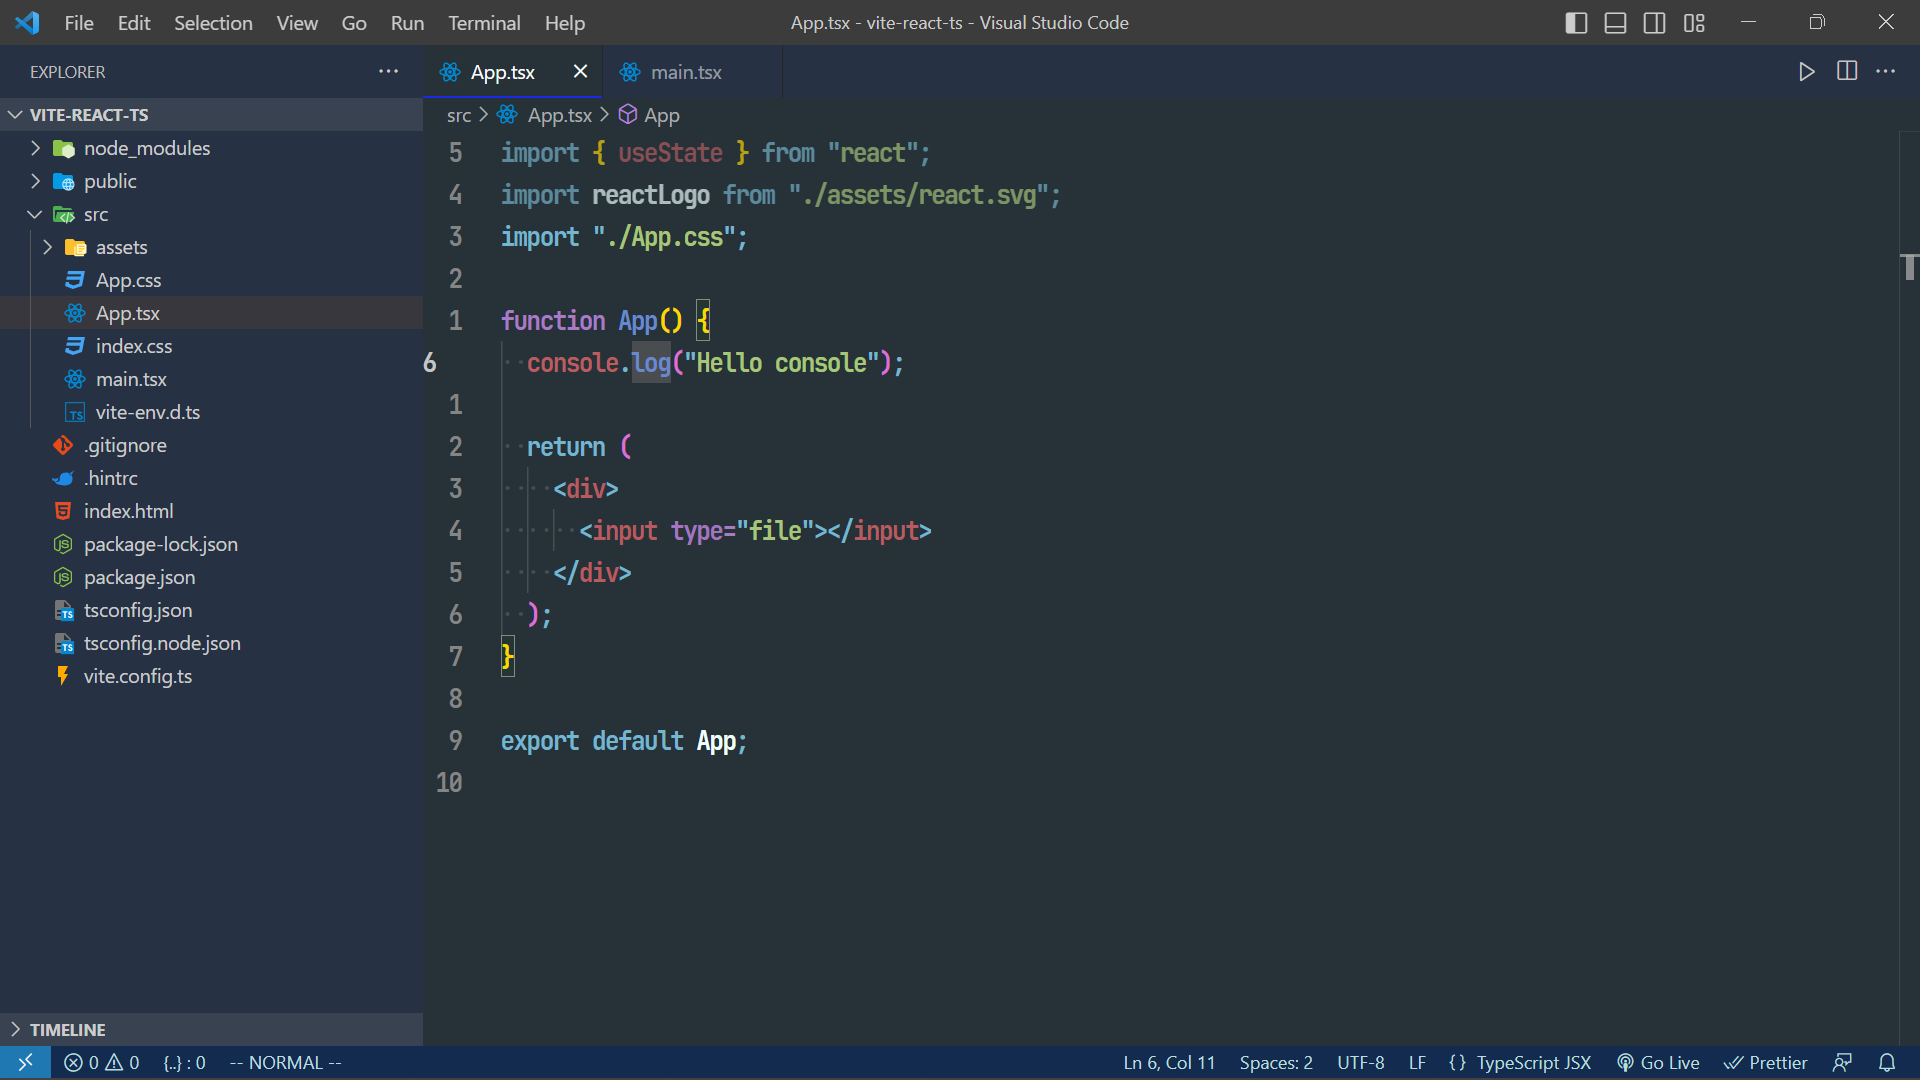 File Edit Selection View Go Run Terminal Help
App.tsx - vite-react-ts - Visual Studio Code
EXPLORER
VITE-REACT-TS
node_modules
public
src
assets
App.css
App.tsx
index.css
main.tsx
vite-env.d.ts
.gitignore
.hintrc
index.html
package-lock.json
package.json
tsconfig.json
tsconfig.node.json
vite.config.ts
TIMELINE
App.tsx main.tsx
src App.tsx App
5 import { useState } from "react";
4 import reactLogo from "./assets/react.svg";
3 import "./App.css";
2
1 function App() {
6 console.log("Hello console");
1
2 return (
3 <div>
4 <input type="file"></input>
5 </div>
6 );
7 }
8
9 export default App;
10
0 0 {..} : 0 -- NORMAL --
Ln 6, Col 11 Spaces: 2 UTF-8 LF {} TypeScript JSX Go Live Prettier